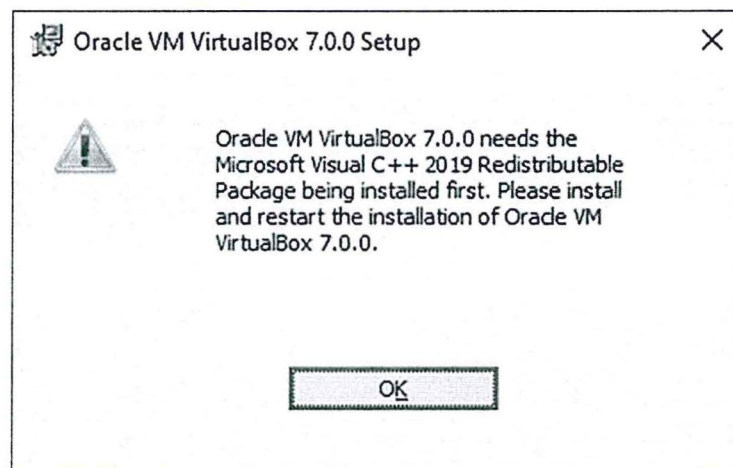 Oracle VM VirtualBox 7.0.0 Setup
Oracle VM VirtualBox 7.0.0 needs the
Microsoft Visual C++ 2019 Redistributable
Package being installed first. Please install
and restart the installation of Oracle VM
VirtualBox 7.0.0.
OK